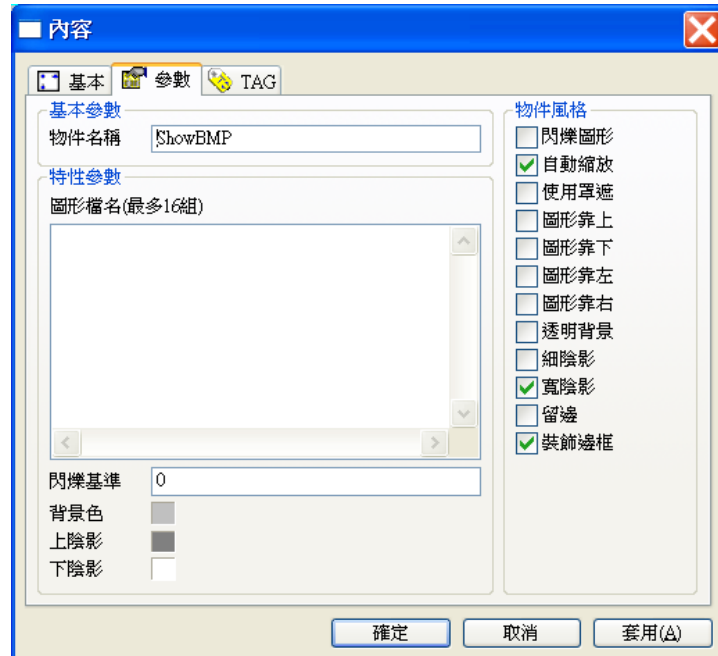 內容
基本 參數 TAG
基本參數
物件名稱 ShowBMP
特性參數
圖形檔名(最多16組)
閃爍基準 0
背景色
上陰影
下陰影
物件風格
閃爍圖形
自動縮放
使用罩遮
圖形靠上
圖形靠下
圖形靠左
圖形靠右
透明背景
細陰影
寬陰影
留邊
裝飾邊框
確定 取消 套用(A)